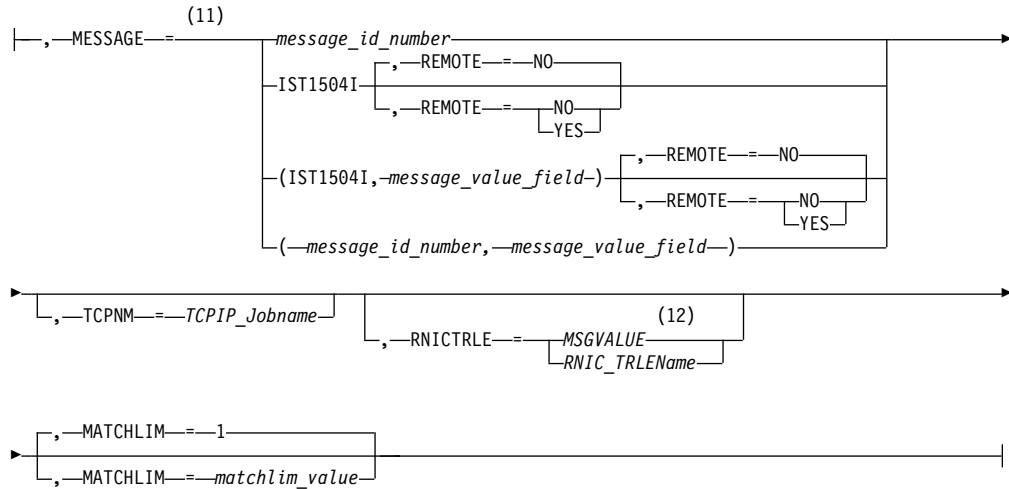 (11)
, MESSAGE = message_id_number
, REMOTE = NO
IST1504I
, REMOTE = NO
YES
, REMOTE = NO
(IST1504I, message_value_field )
, REMOTE = NO
YES
( message_id_number, message_value_field )
, TCPNM = TCPIP_Jobname
(12)
, RNICTRLE = MSGVALUE
RNIC_TRLEName
, MATCHLIM = 1
, MATCHLIM = matchlim_value